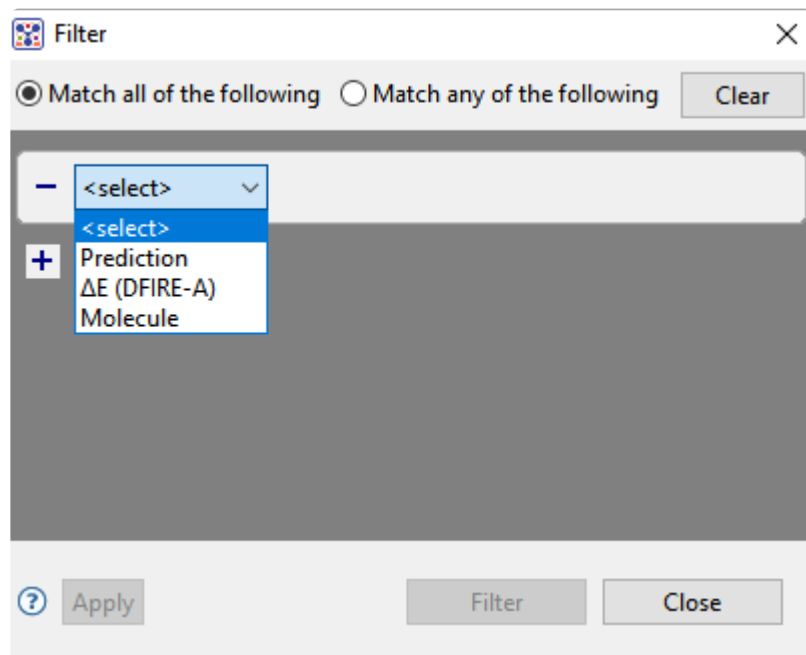 Filter
Match all of the following Match any of the following Clear
<select>
<select>
Prediction
ΔE (DFIRE-A)
Molecule
? Apply Filter Close